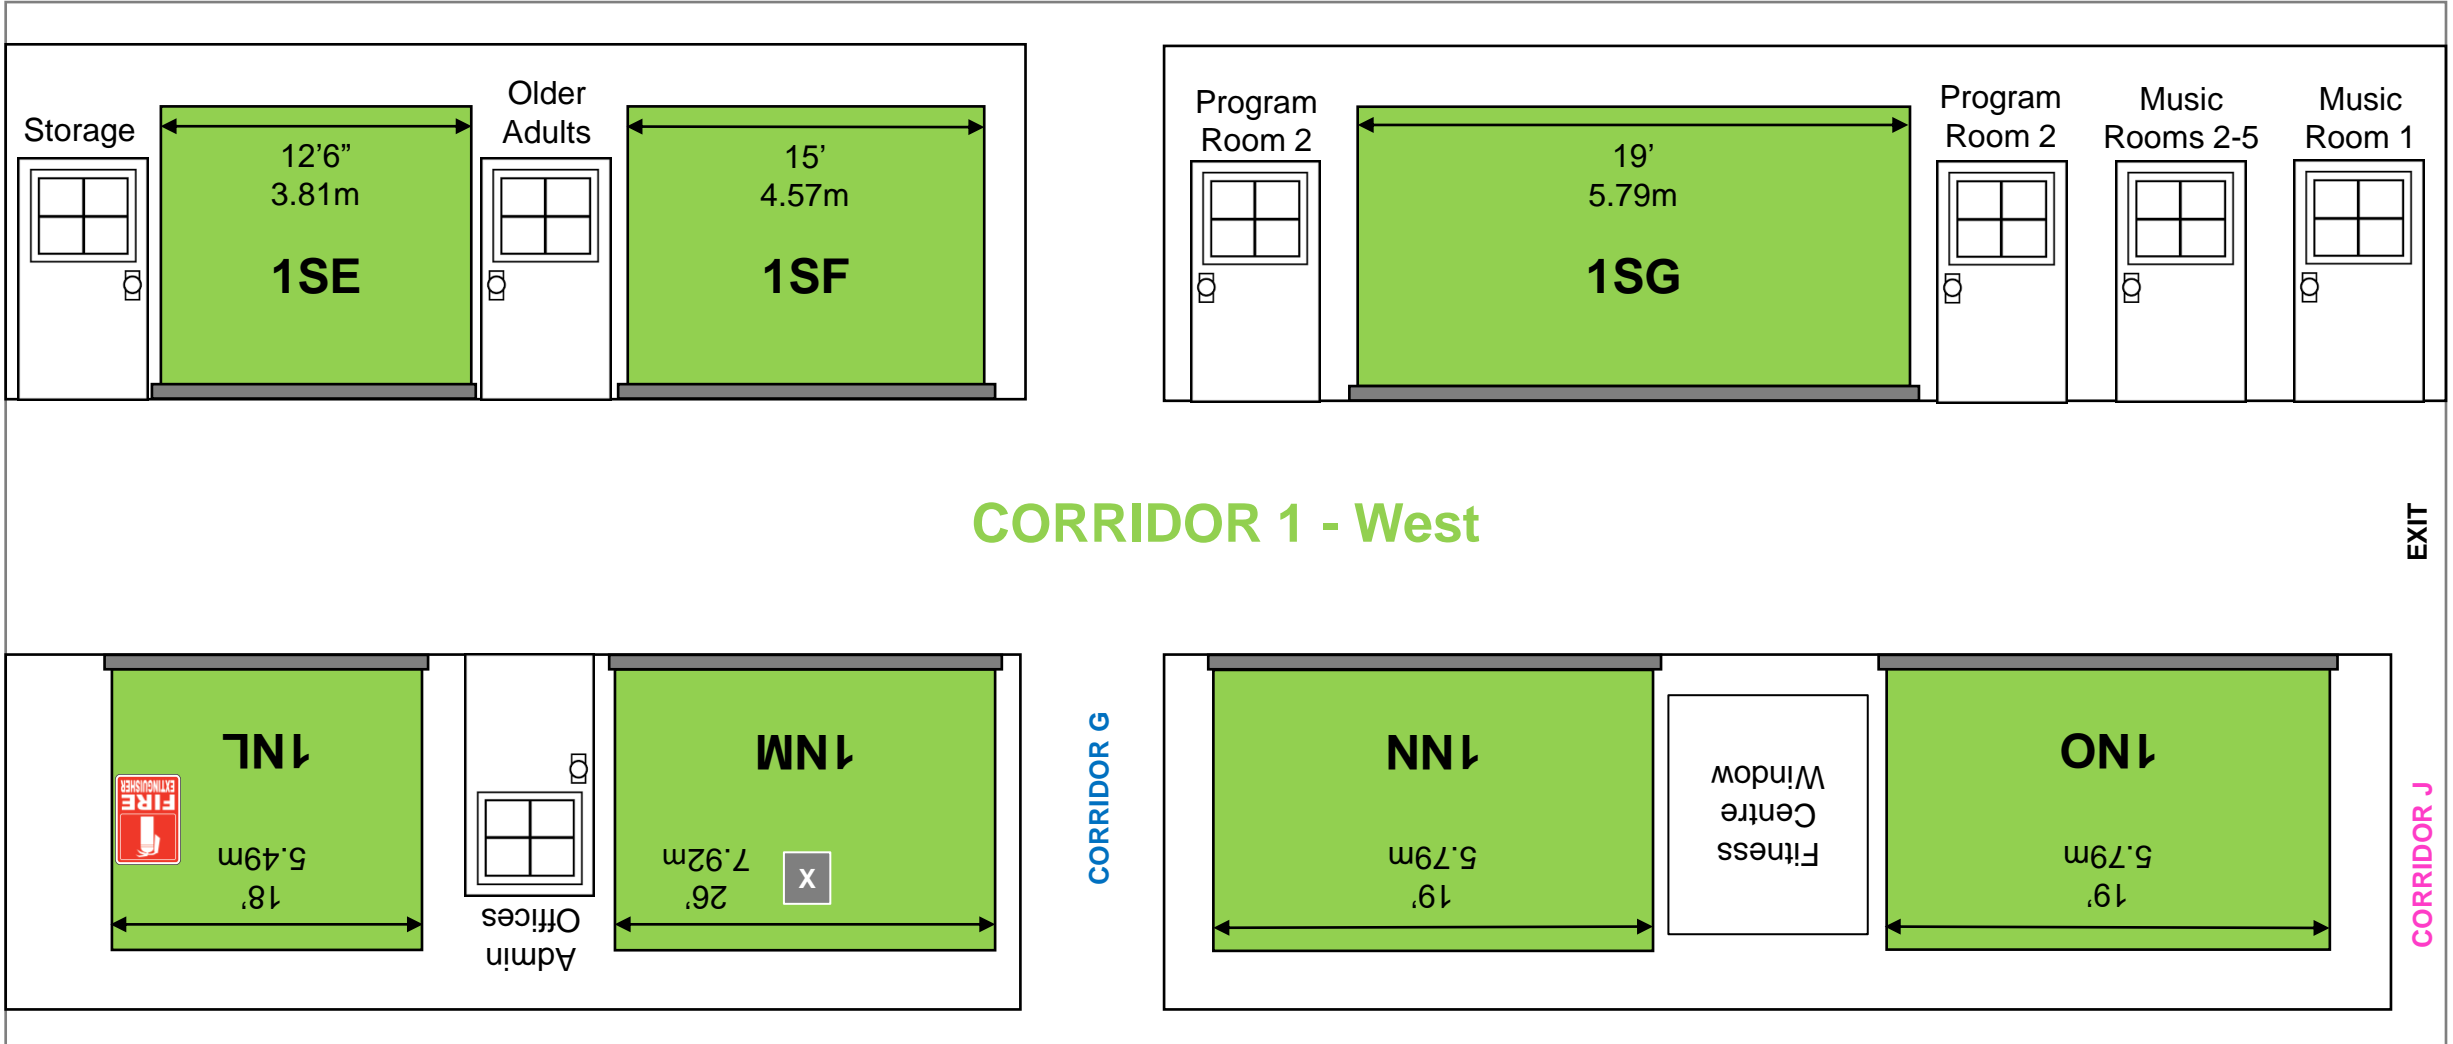 Storage
12’6”
3.81m
1SE
Older
Adults
15’
4.57m
1SF
Program
Room 2
19’
5.79m
1SG
Program
Room 2
Music
Rooms 2-5
Music
Room 1
CORRIDOR 1 - West
EXIT
1NL
FIRE
EXTINGUISHER
5.49m
18’
Admin
Offices
1NM
7.92m
26’
X
CORRIDOR G
1NN
5.79m
19’
Fitness
Centre
Window
1NO
5.79m
19’
CORRIDOR J